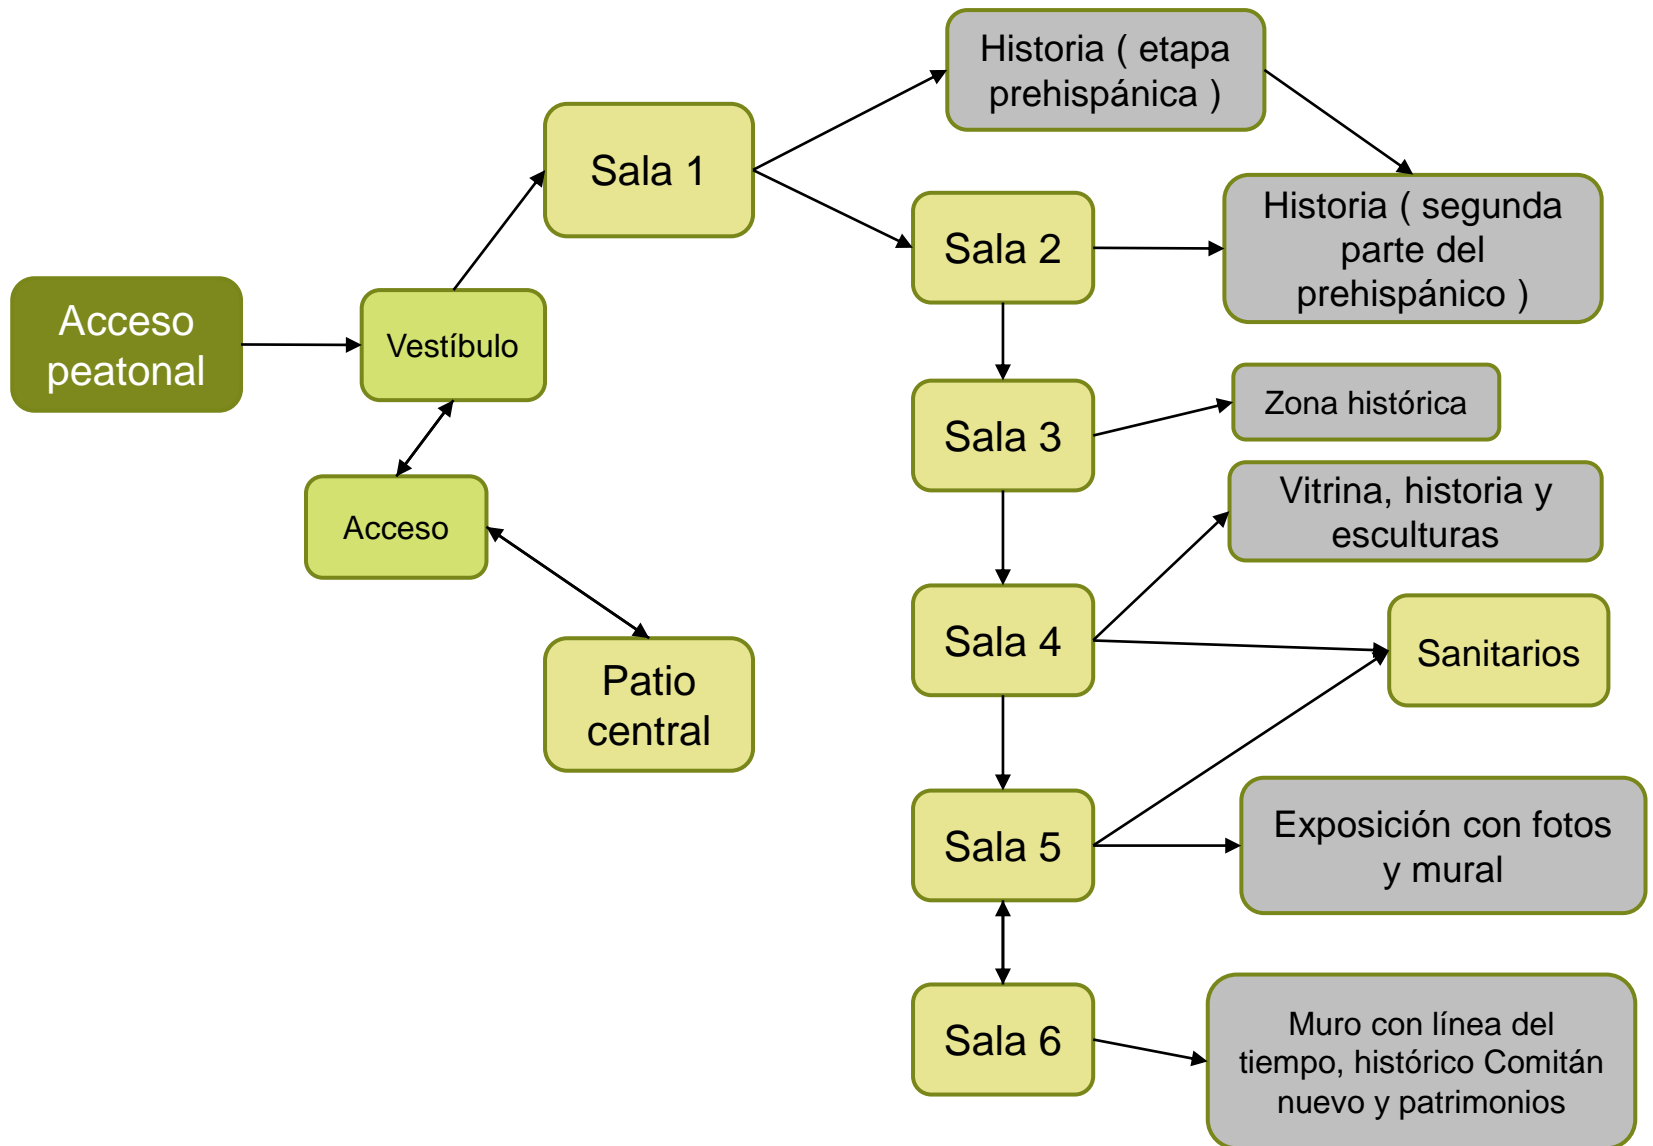 Historia ( etapa
prehispánica )
Sala 1
Historia ( segunda
parte del
prehispánico )
Sala 2
Acceso
peatonal
Vestíbulo
Sala 3
Zona histórica
Vitrina, historia y
esculturas
Acceso
Sala 4
Sanitarios
Patio
central
Sala 5
Exposición con fotos
y mural
Sala 6
Muro con línea del
tiempo, histórico Comitán
nuevo y patrimonios